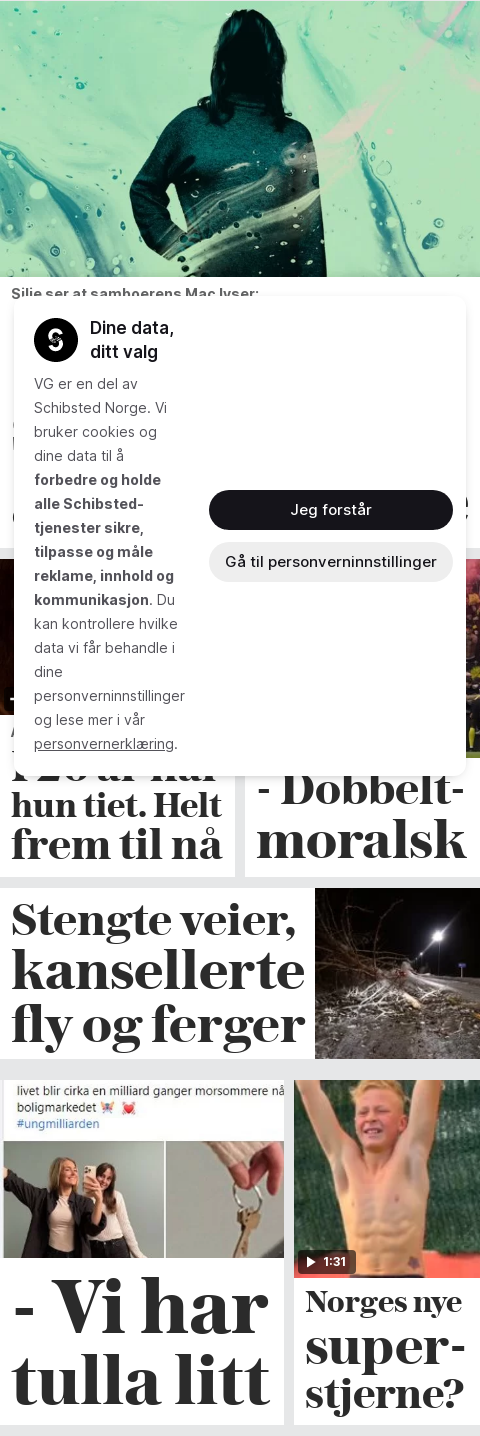 Silje ser at samboerens Mac lyser:
Dine data,
ditt valg
VG er en del av
Schibsted Norge. Vi
bruker cookies og
dine data til å
forbedre og holde
alle Schibsted-
tjenester sikre,
tilpasse og måle
reklame, innhold og
kommunikasjon. Du
kan kontrollere hvilke
data vi får behandle i
dine
personverninnstillinger
og lese mer i vår
personvernerklæring.
Jeg forstår
Gå til personverninnstillinger
I 20 år har
hun tiet. Helt
frem til nå
- Dobbelt-
moralsk
Stengte veier,
kansellerte
fly og ferger
livet blir cirka en milliard ganger morsommere nå
boligmarkedet
#ungmilliarden
- Vi har
tulla litt
1:31
Norges nye
super-
stjerne?